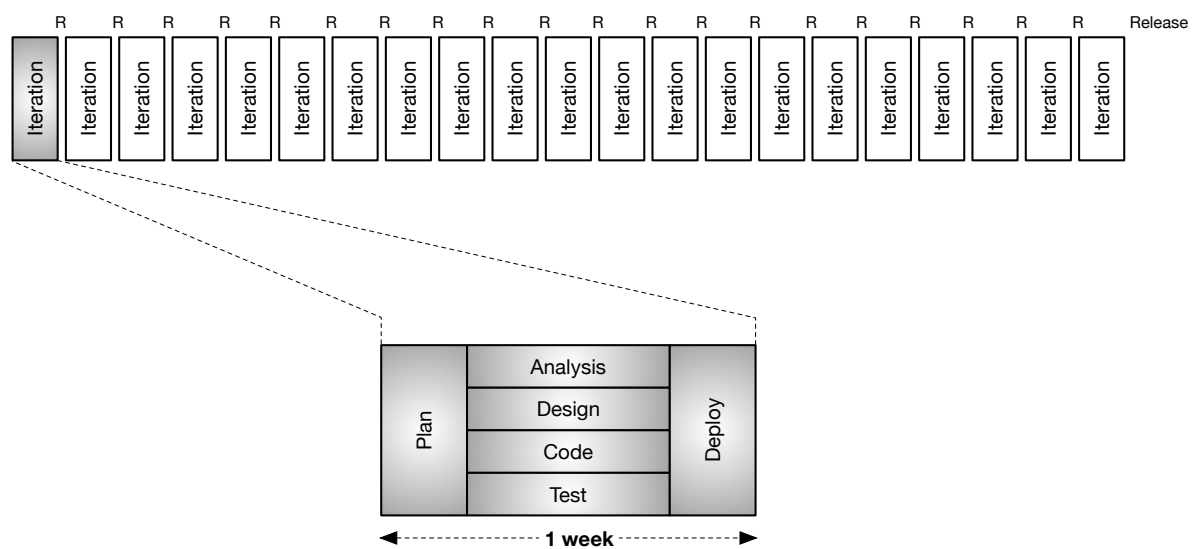 R R R R R R R R R R R R R R R R R R R R Release
Iteration Iteration Iteration Iteration Iteration Iteration Iteration Iteration Iteration Iteration Iteration Iteration Iteration Iteration Iteration Iteration Iteration Iteration Iteration Iteration Iteration
Plan
Analysis
Design
Code
Test
Deploy
1 week